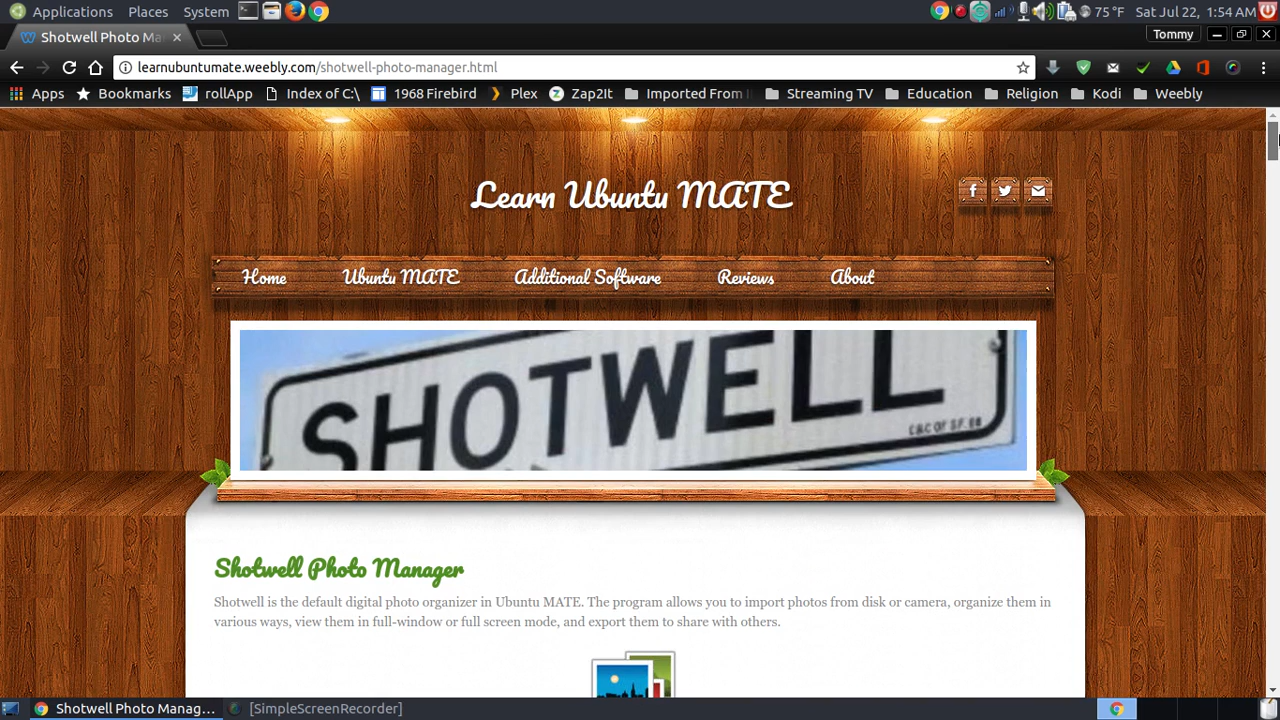 Applications Places System
75 °F Sat Jul 22, 1:54 AM
Shotwell Photo Ma
Tommy
learnubuntumate.weebly.com/shotwell-photo-manager.html
Apps Bookmarks rollApp Index of C:\ 1968 Firebird Plex Zap2It Imported From Streaming TV Education Religion Kodi Weebly
Learn Ubuntu MATE
Home Ubuntu MATE Additional Software Reviews About
SHOTWELL
C&C OF S.F. 68
Shotwell Photo Manager
Shotwell is the default digital photo organizer in Ubuntu MATE. The program allows you to import photos from disk or camera, organize them in
various ways, view them in full-window or full screen mode, and export them to share with others.
Shotwell Photo Manag... [SimpleScreenRecorder]